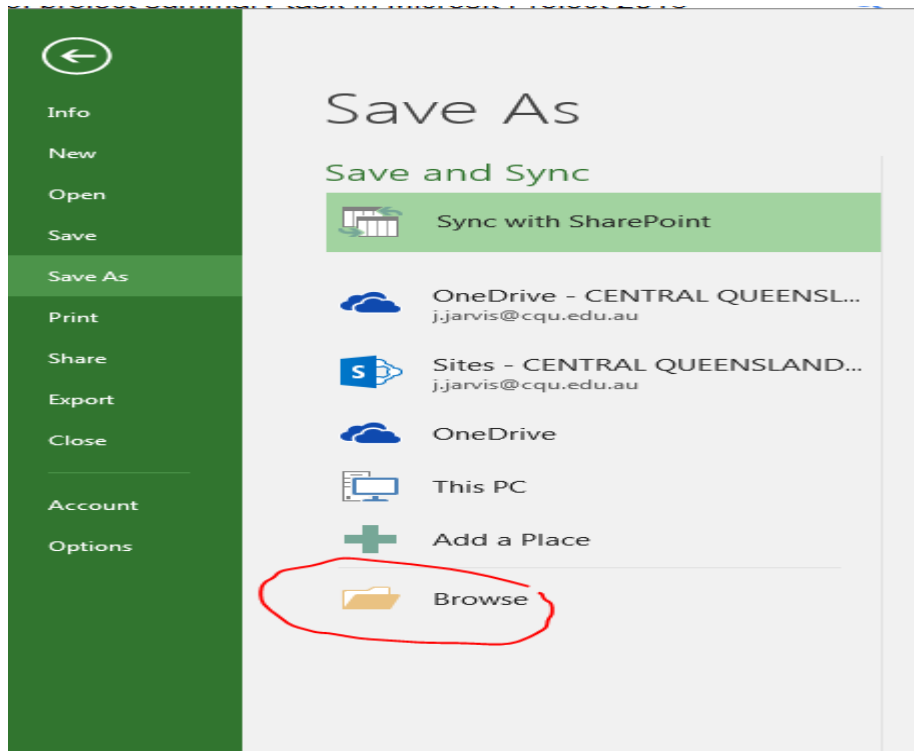 Info
New
Open
Save
Save As
Print
Share
Export
Close
Account
Options
Save As
Save and Sync
Sync with SharePoint
OneDrive - CENTRAL QUEENSL...
j.jarvis@cqu.edu.au
Sites - CENTRAL QUEENSLAND...
j.jarvis@cqu.edu.au
OneDrive
This PC
Add a Place
Browse